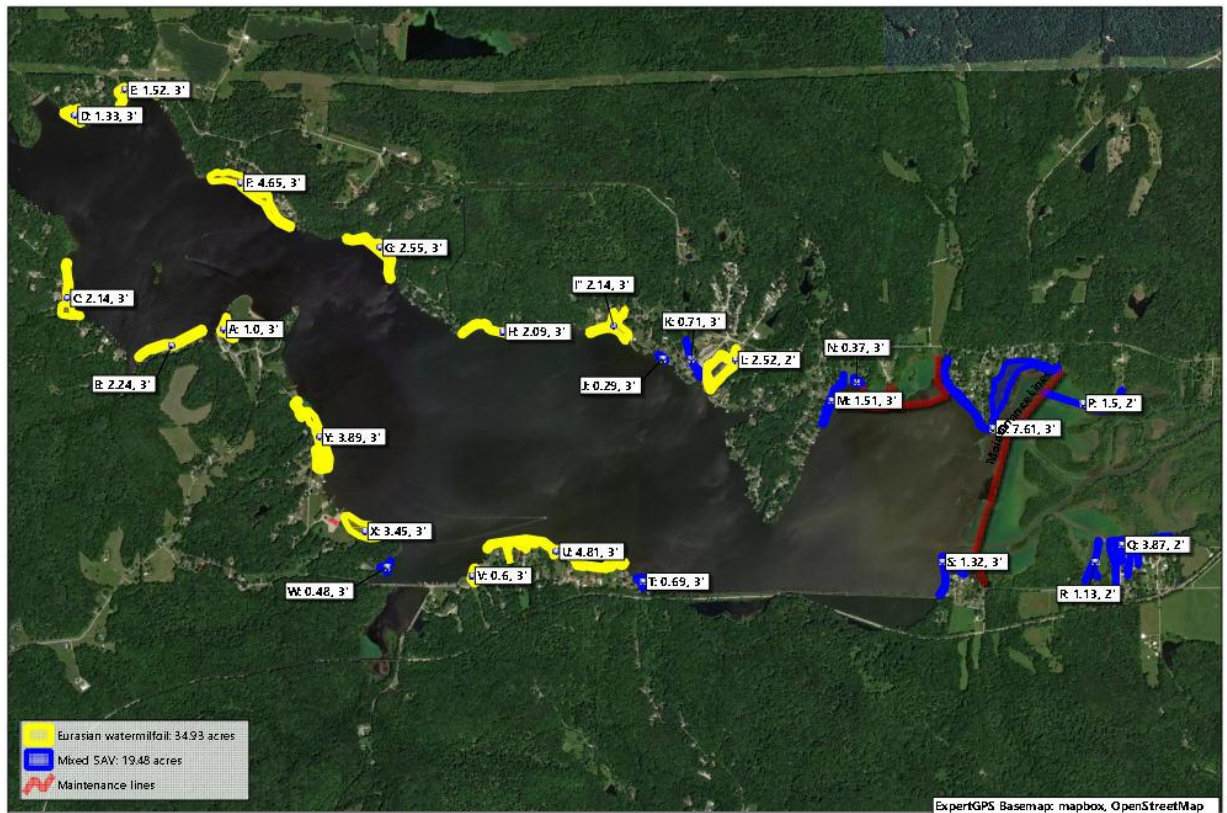 E: 1.52, 3'
D: 1.33, 3'
F: 4.65, 3'
G: 2.55, 3'
C: 2.14, 3'
I" 2.14, 3'
A: 1.0, 3'
H: 2.09, 3'
K: 0.71, 3'
B: 2.24, 3'
J: 0.29, 3'
L: 2.52, 2'
N: 0.37, 3'
M: 1.51, 3'
P: 1.5, 2'
7.61, 3'
Maintenance Line
Y: 3.89, 3'
X: 3.45, 3'
U: 4.81, 3'
Q: 3.87, 2'
S: 1.32, 3'
V: 0.6, 3'
T: 0.69, 3'
W: 0.48, 3'
R: 1.13, 2'
Eurasian watermilfoil: 34.93 acres
Mixed SAV: 19.48 acres
Maintenance lines
ExpertGPS Basemap: mapbox, OpenStreetMap